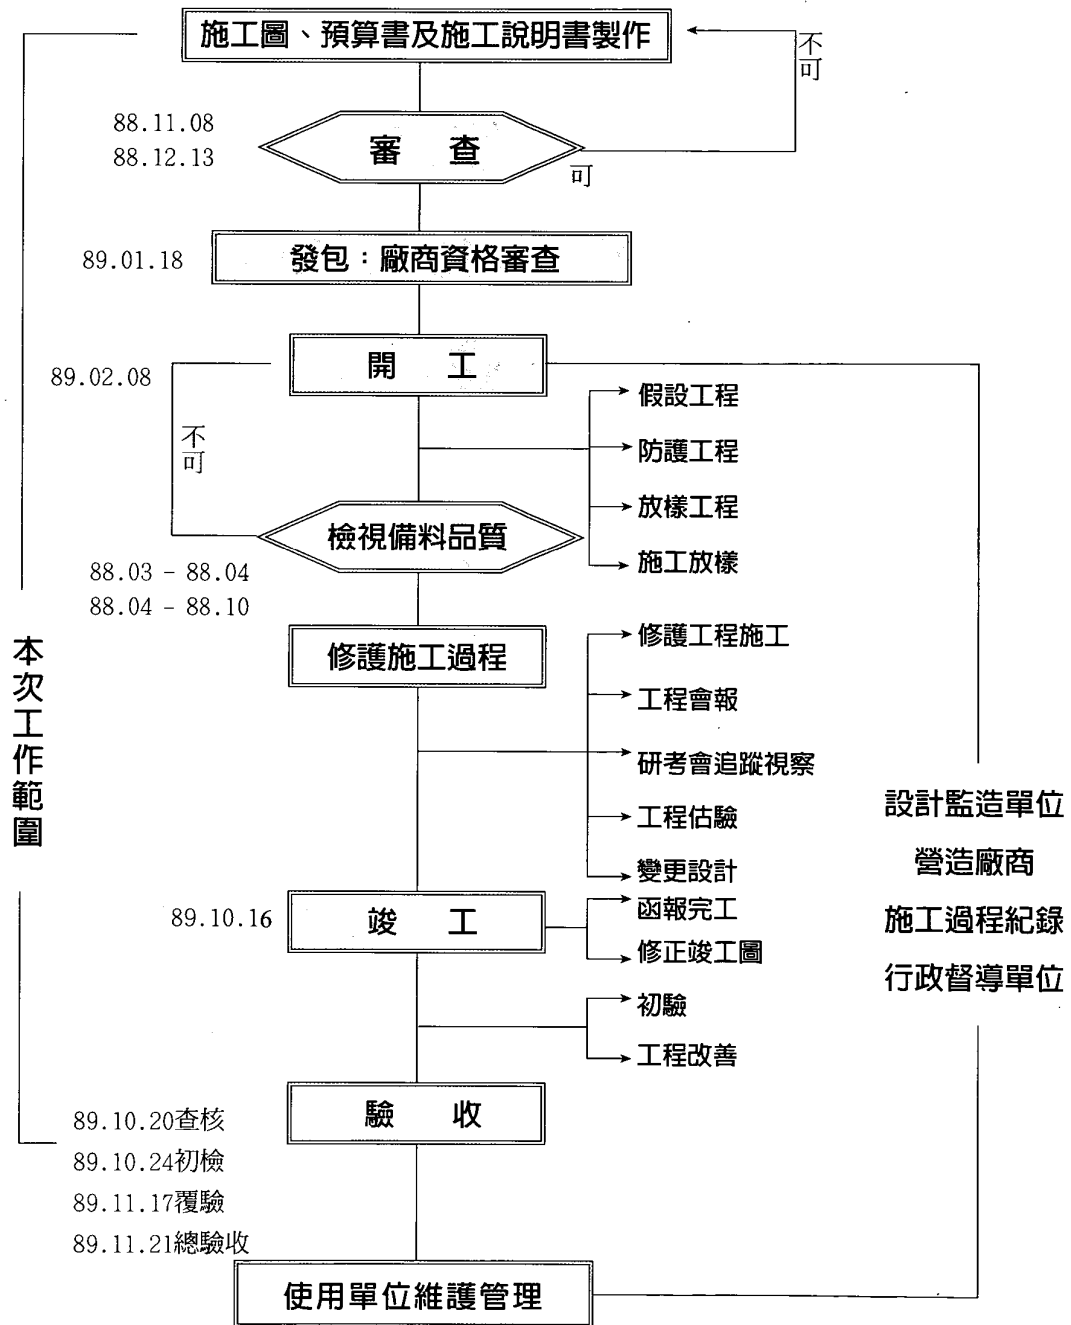 施工圖、預算書及施工說明書製作
不可
88.11.08
88.12.13
審 查
可
89.01.18
發包：廠商資格審查
開 工
89.02.08
假設工程
不可
防護工程
放樣工程
檢視備料品質
施工放樣
88.03 - 88.04
88.04 - 88.10
修護施工過程
修護工程施工
工程會報
研考會追蹤視察
工程估驗
變更設計
本次工作範圍
設計監造單位
營造廠商
施工過程紀錄
行政督導單位
89.10.16
竣 工
函報完工
修正竣工圖
初驗
工程改善
驗 收
89.10.20查核
89.10.24初檢
89.11.17覆驗
89.11.21總驗收
使用單位維護管理